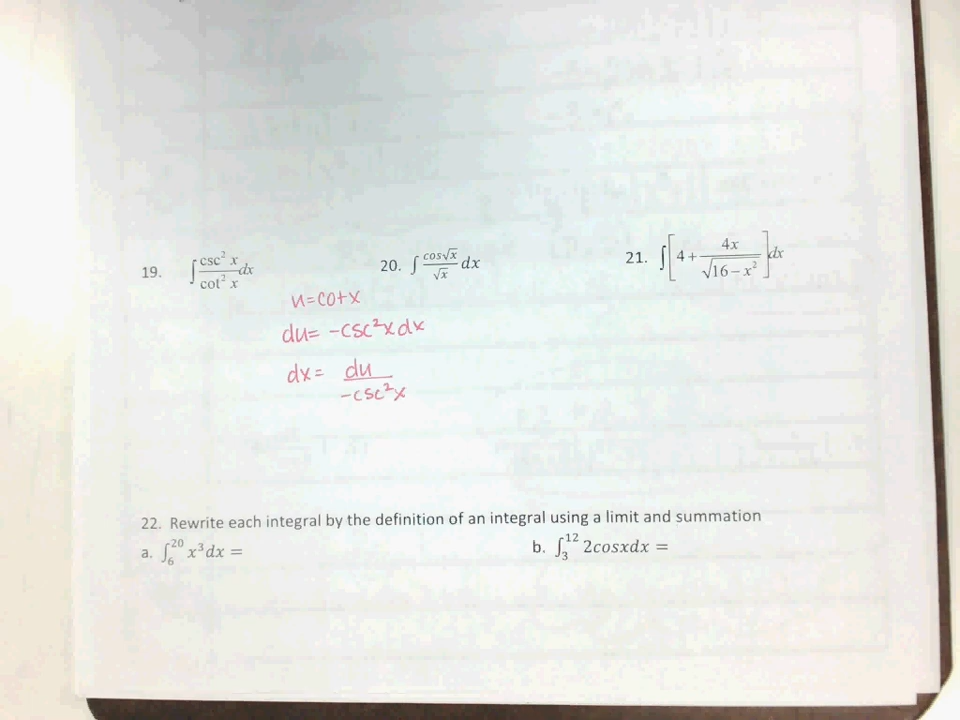 19. ∫ csc² x / cot² x dx
20. ∫ cos√x / √x dx
21. ∫ [ 4 + 4x / √16 − x² ] dx
u=cotx
du= -csc²x dx
dx = du / -csc²x
22. Rewrite each integral by the definition of an integral using a limit and summation
a. ∫₆²⁰ x³dx =
b. ∫₃¹² 2cosxdx =